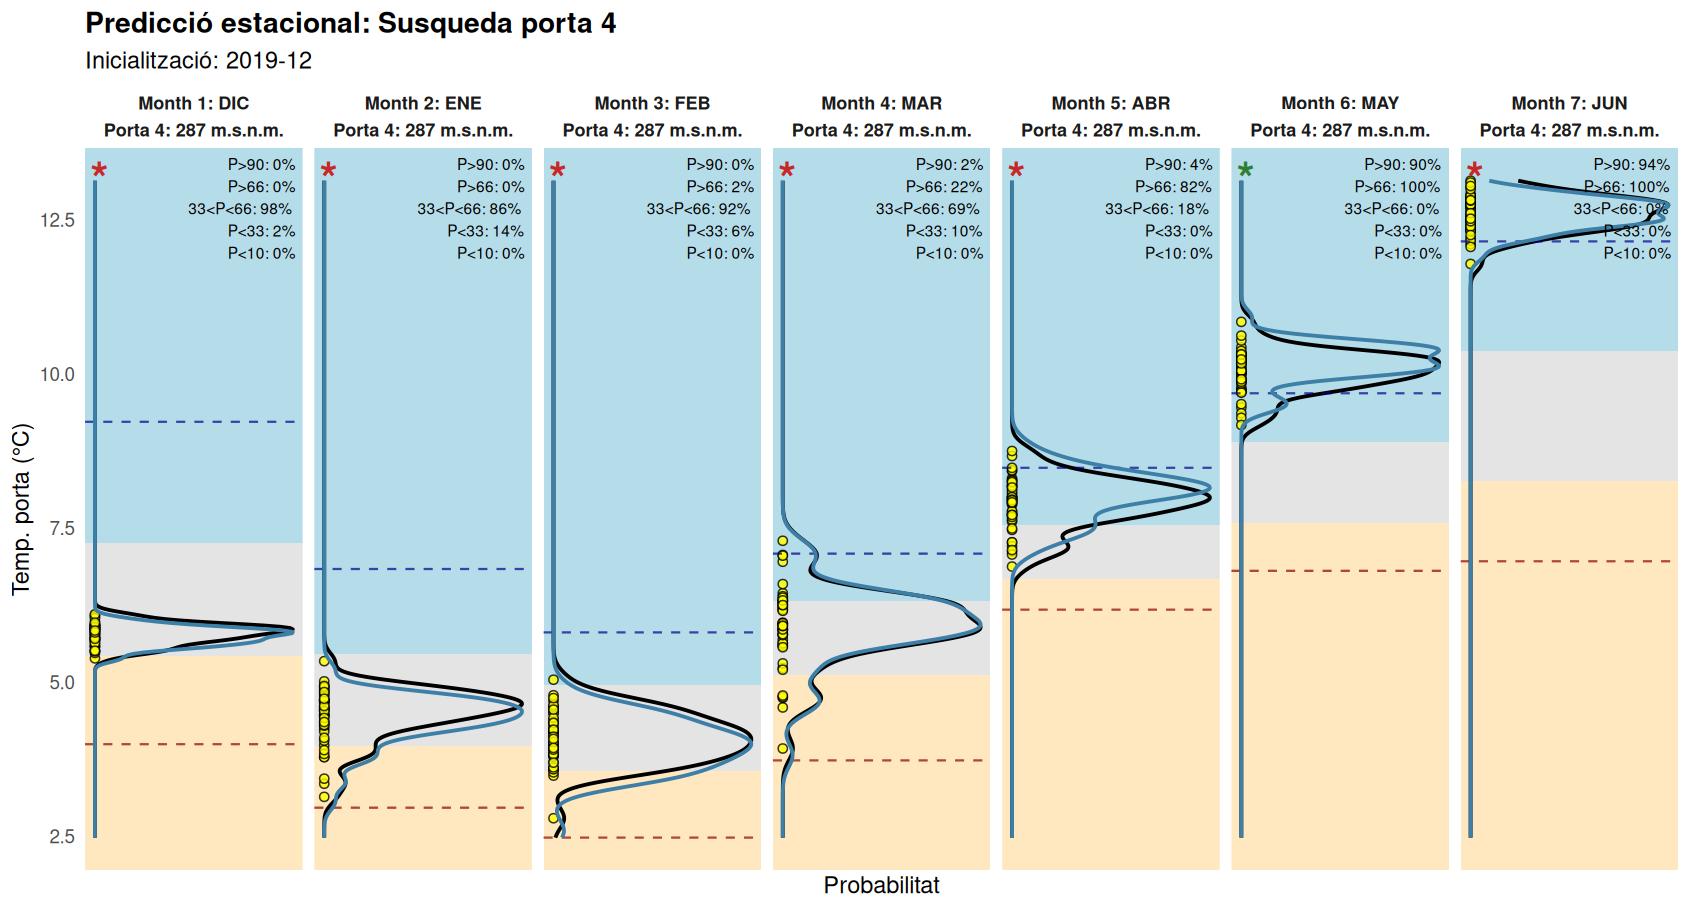 Predicció estacional: Susqueda porta 4
Inicialització: 2019-12
Month 1: DIC
Porta 4: 287 m.s.n.m.
Month 2: ENE
Porta 4: 287 m.s.n.m.
Month 3: FEB
Porta 4: 287 m.s.n.m.
Month 4: MAR
Porta 4: 287 m.s.n.m.
Month 5: ABR
Porta 4: 287 m.s.n.m.
Month 6: MAY
Porta 4: 287 m.s.n.m.
Month 7: JUN
Porta 4: 287 m.s.n.m.
*
P>90: 0%
P>66: 0%
33<P<66: 98%
P<33: 2%
P<10: 0%
*
P>90: 0%
P>66: 0%
33<P<66: 86%
P<33: 14%
P<10: 0%
*
P>90: 0%
P>66: 2%
33<P<66: 92%
P<33: 6%
P<10: 0%
*
P>90: 2%
P>66: 22%
33<P<66: 69%
P<33: 10%
P<10: 0%
*
P>90: 4%
P>66: 82%
33<P<66: 18%
P<33: 0%
P<10: 0%
*
P>90: 90%
P>66: 100%
33<P<66: 0%
P<33: 0%
P<10: 0%
*
P>90: 94%
P>66: 100%
33<P<66: 0%
P<33: 0%
P<10: 0%
12.5
10.0
7.5
5.0
2.5
Temp. porta (°C)
Probabilitat